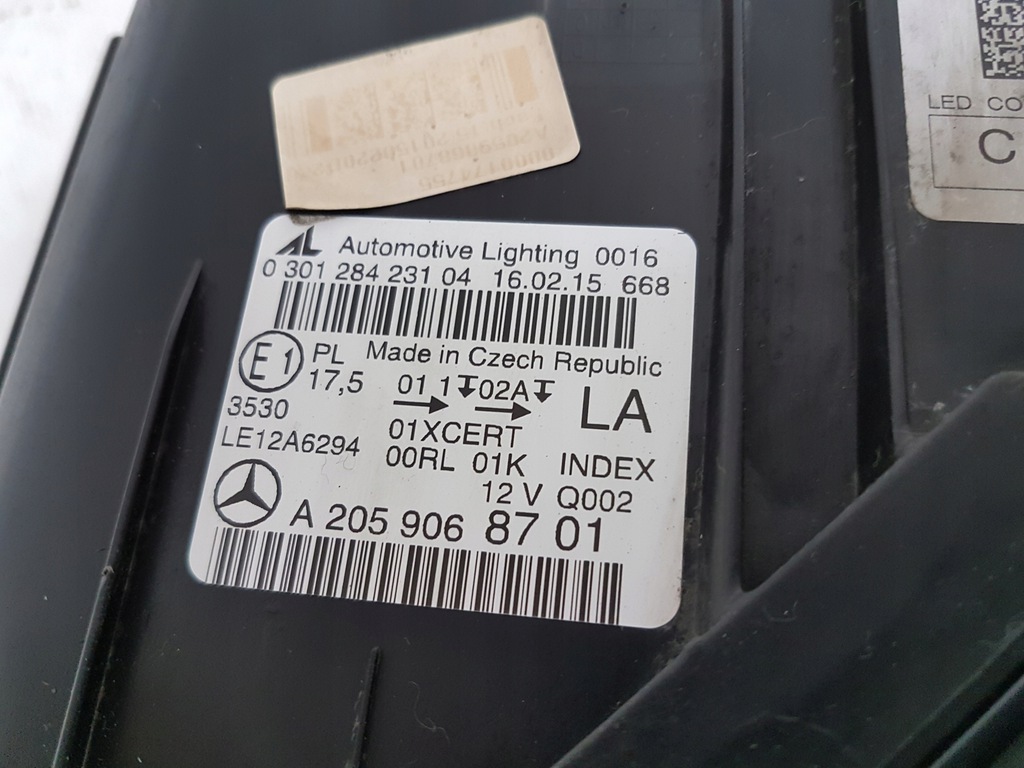 AL Automotive Lighting 0016
0 301 284 231 04 16.02.15 668
E1 PL Made in Czech Republic
17,5 01 1 02A LA
3530
01XCERT
LE12A6294 00RL 01K INDEX
12 V Q002
A 205 906 87 01
LED CO
C